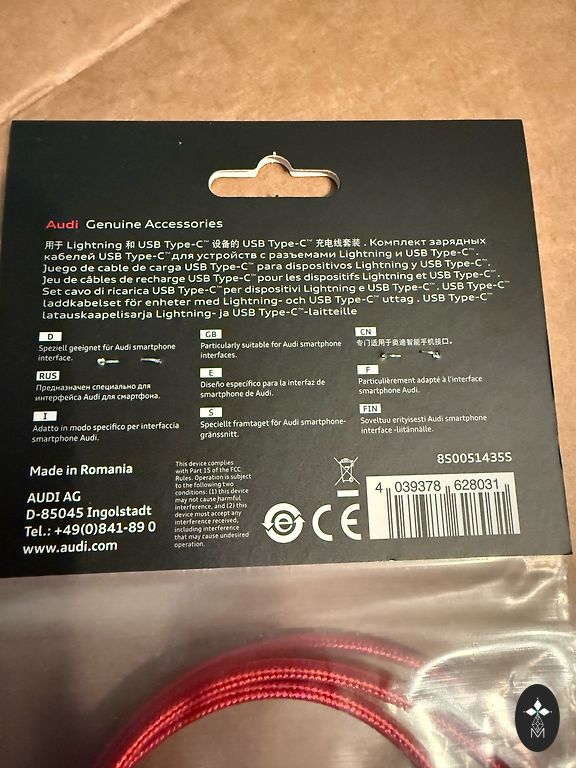 Audi Genuine Accessories
用于 Lightning 和 USB Type-C™ 设备的 USB Type-C™ 充电线套装 . Комплект зарядных
кабелей USB Type-C™ для устройств с разъемами Lightning и USB Type-C™ .
Juego de cable de carga USB Type-C™ para dispositivos Lightning y USB Type-C™ .
Jeu de câbles de recharge USB Type-C™ pour les dispositifs Lightning et USB Type-C™ .
Set cavo di ricarica USB Type-C™ per dispositivi Lightning e USB Type-C™ . USB Type-C™
laddkabelset för enheter med Lightning- och USB Type-C™ uttag . USB Type-C™
latauskaapelisarja Lightning- ja USB Type-C™-laitteille
D
Speziell geeignet für Audi smartphone
interface.
GB
Particularly suitable for Audi smartphone
interfaces.
CN
专门适用于奥迪智能手机接口。
RUS
Предназначен специально для
интерфейса Audi для смартфона.
E
Diseño específico para la interfaz de
smartphone de Audi.
F
Particulièrement adapté à l'interface
smartphone Audi.
I
Adatto in modo specifico per interfaccia
smartphone Audi.
S
Speciellt framtaget för Audi smartphone-
gränssnitt.
FIN
Soveltuu erityisesti Audi smartphone
interface -liitännälle.
Made in Romania
AUDI AG
D-85045 Ingolstadt
Tel.: +49(0)841-89 0
www.audi.com
This device complies
with Part 15 of the FCC
Rules. Operation is subject
to the following two
conditions: (1) this device
may not cause harmful
interference, and (2) this
device must accept any
interference received,
including interference
that may cause undesired
operation.
e
CE
8S0051435S
4 039378 628031
M